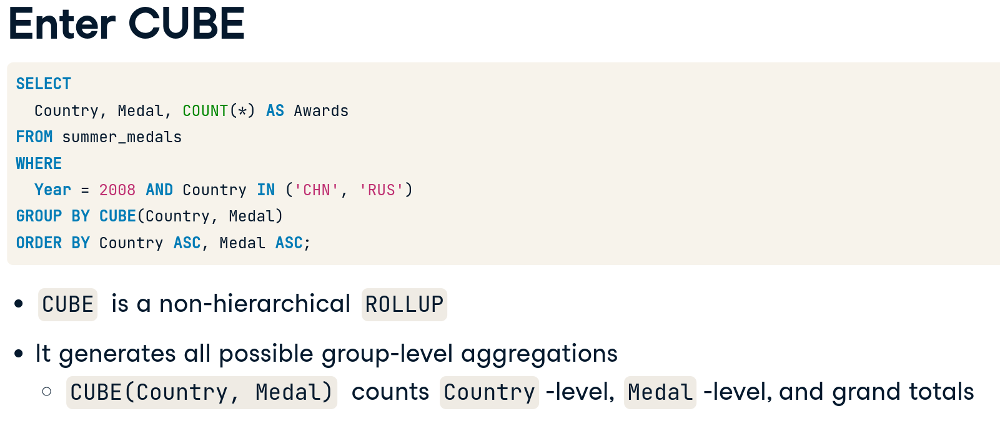 Enter CUBE
SELECT
  Country, Medal, COUNT(*) AS Awards
FROM summer_medals
WHERE
  Year = 2008 AND Country IN ('CHN', 'RUS')
GROUP BY CUBE(Country, Medal)
ORDER BY Country ASC, Medal ASC;
• CUBE is a non-hierarchical ROLLUP
• It generates all possible group-level aggregations
○ CUBE(Country, Medal) counts Country -level, Medal -level, and grand totals